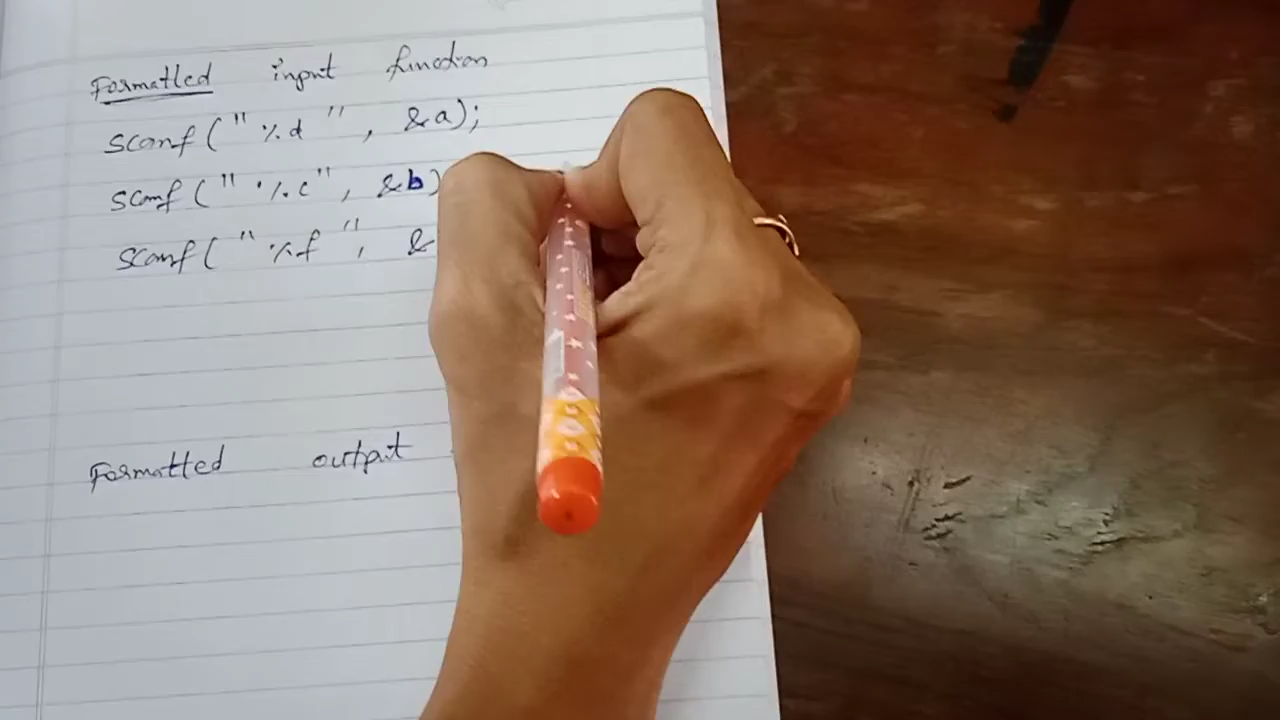 Formatted input function
scanf ( " %d " , &a);
scanf ( " %c " , &b)
scanf ( " %f " , &
Formatted output